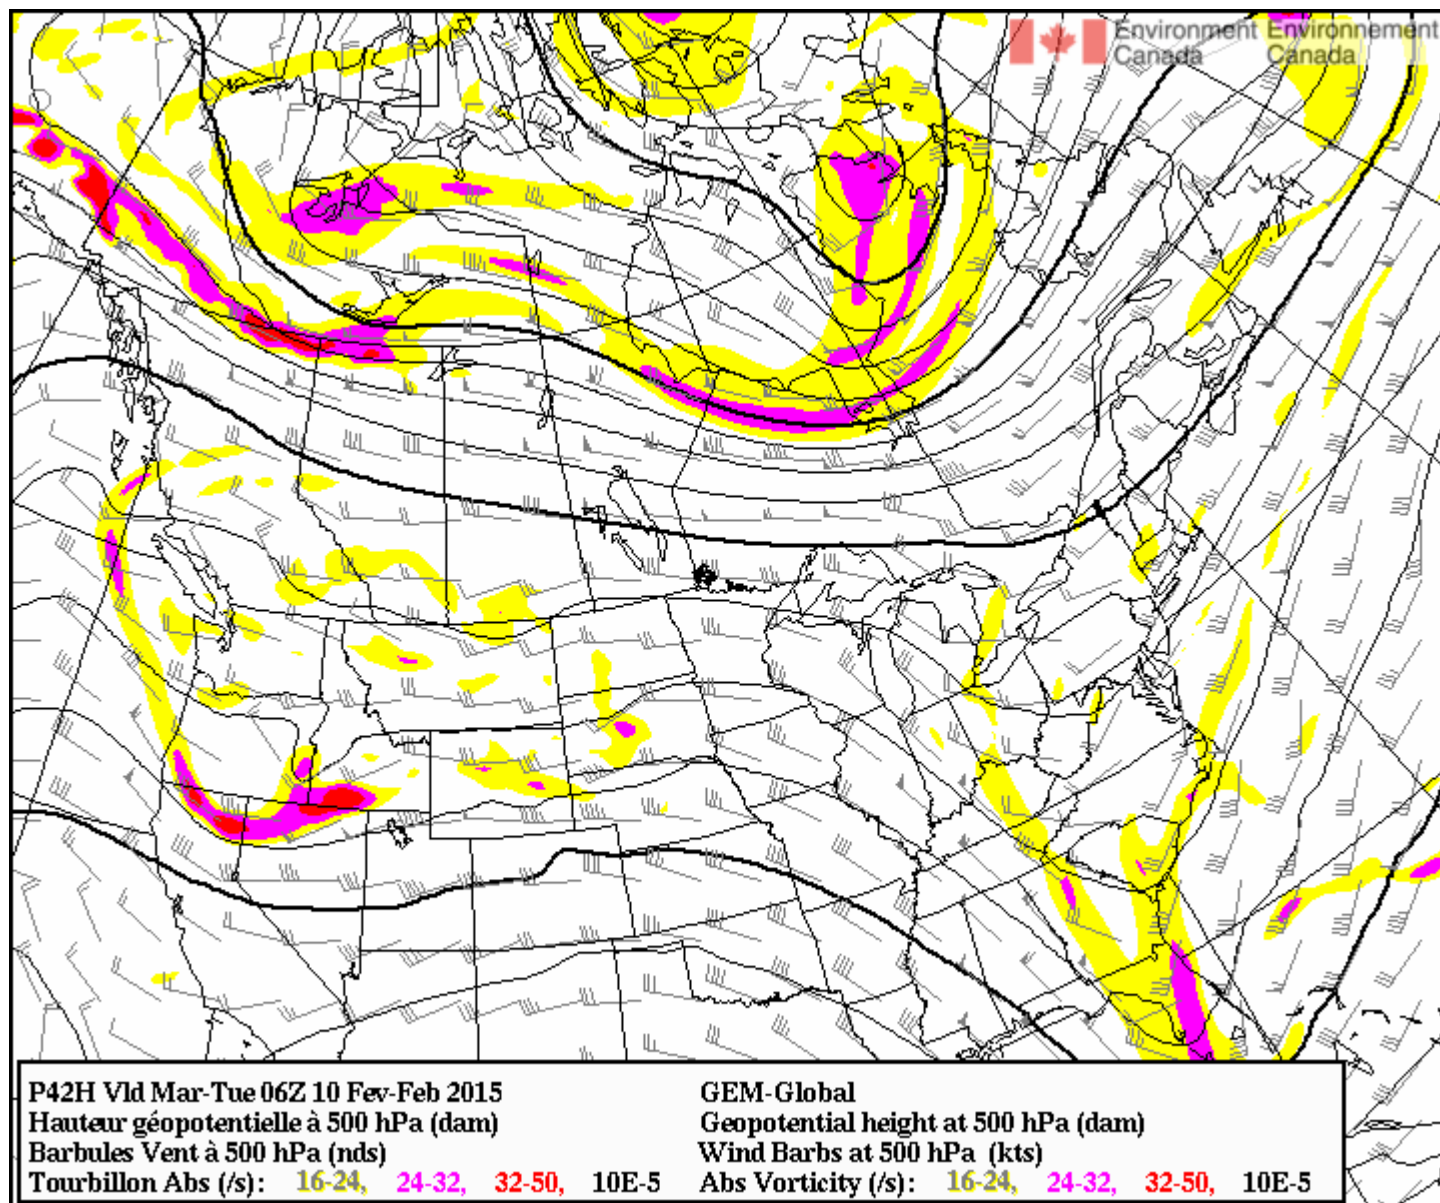 Environment Environnement
Canada Canada
P42H Vld Mar-Tue 06Z 10 Fev-Feb 2015 GEM-Global
Hauteur géopotentielle à 500 hPa (dam) Geopotential height at 500 hPa (dam)
Barbules Vent à 500 hPa (nds) Wind Barbs at 500 hPa (kts)
Tourbillon Abs (/s): 16-24, 24-32, 32-50, 10E-5 Abs Vorticity (/s): 16-24, 24-32, 32-50, 10E-5